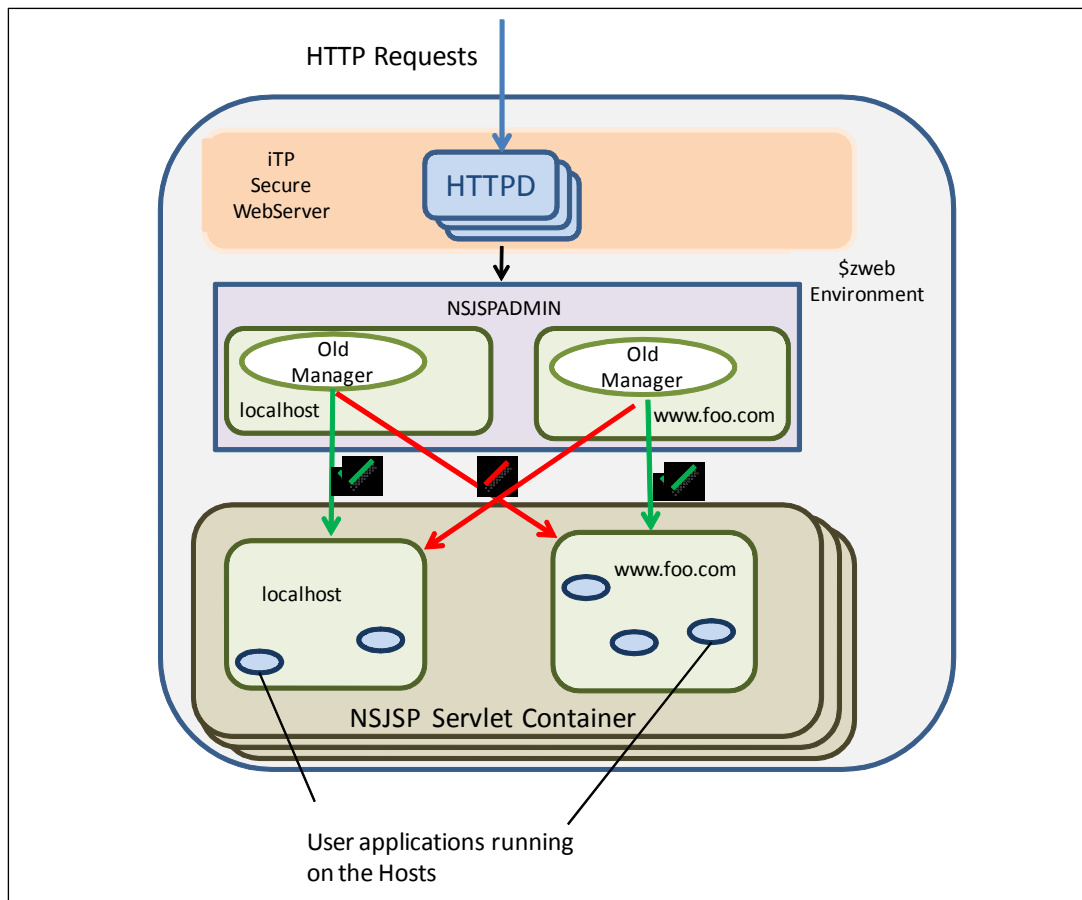 HTTP Requests
iTP
Secure
WebServer
HTTPD
$zweb
Environment
NSJSPADMIN
Old
Manager
localhost
Old
Manager
www.foo.com
localhost
www.foo.com
NSJSP Servlet Container
User applications running
on the Hosts